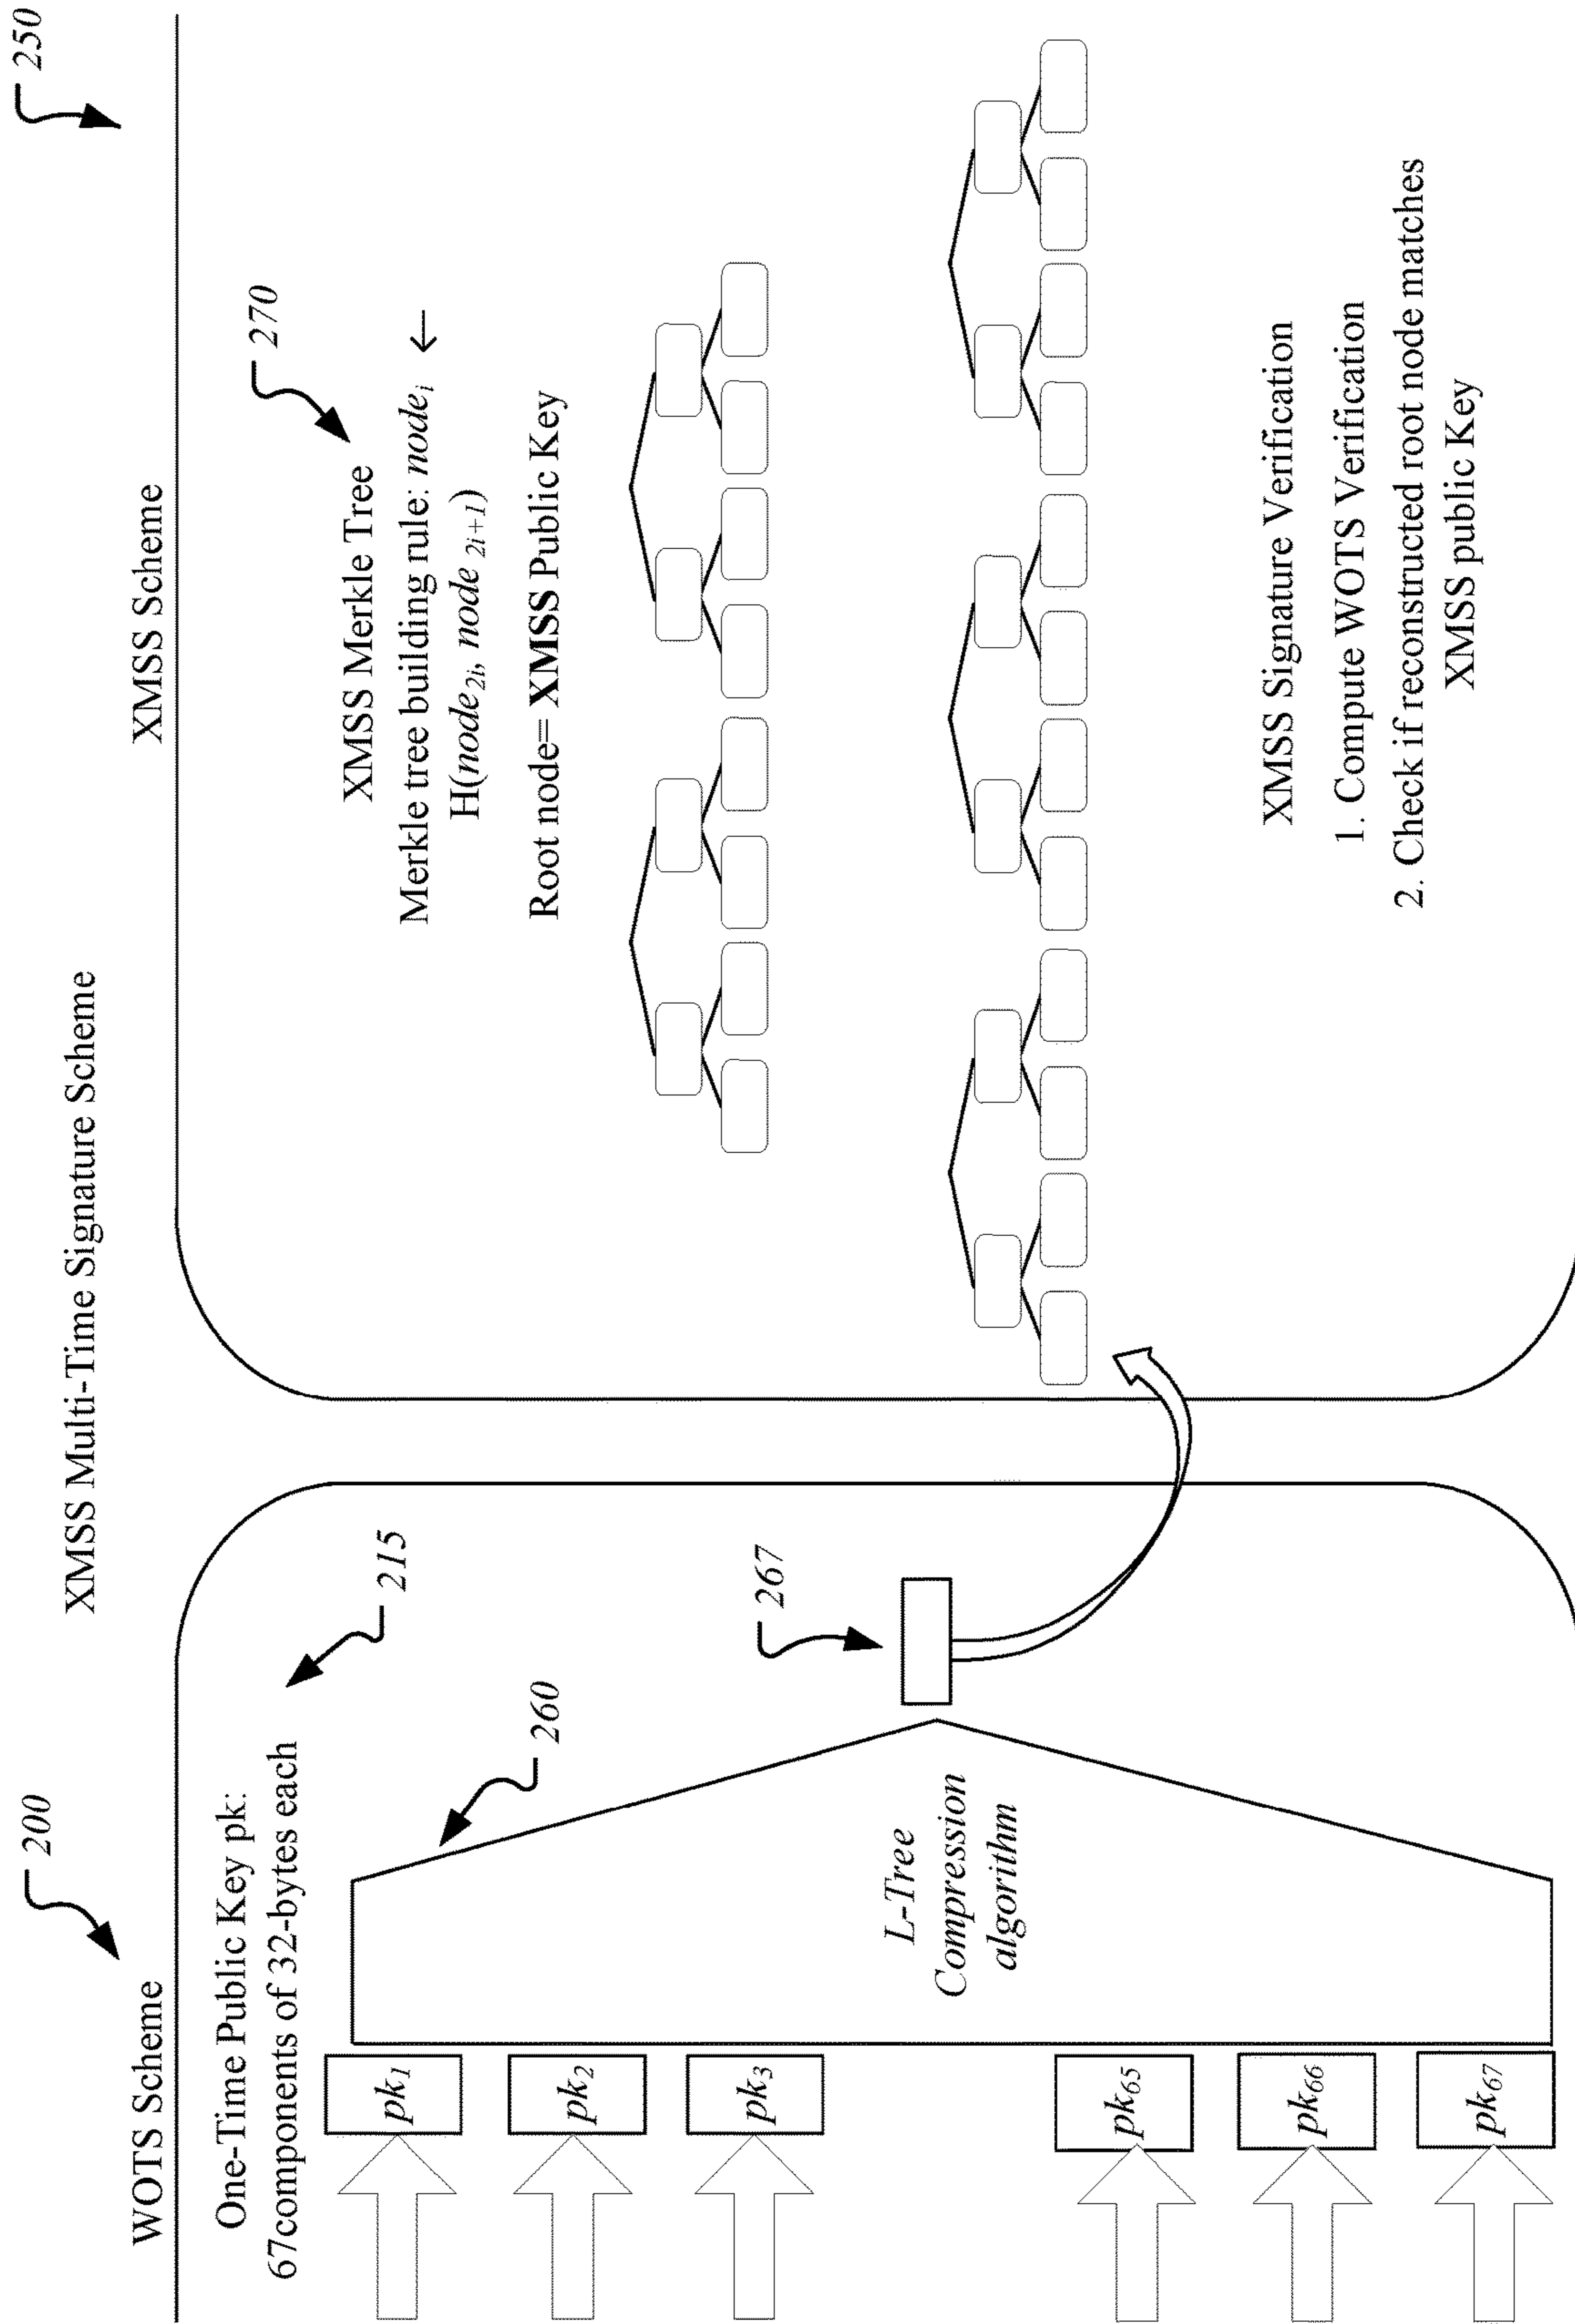 XMSS Multi-Time Signature Scheme
200
WOTS Scheme
One-Time Public Key pk:
67components of 32-bytes each
215
260
pk1
pk2
pk3
pk65
pk66
pk67
L-Tree
Compression
algorithm
267
250
XMSS Scheme
270
XMSS Merkle Tree
Merkle tree building rule: node_i ←
H(node_2i, node_2i+1)
Root node= XMSS Public Key
XMSS Signature Verification
1. Compute WOTS Verification
2. Check if reconstructed root node matches
XMSS public Key